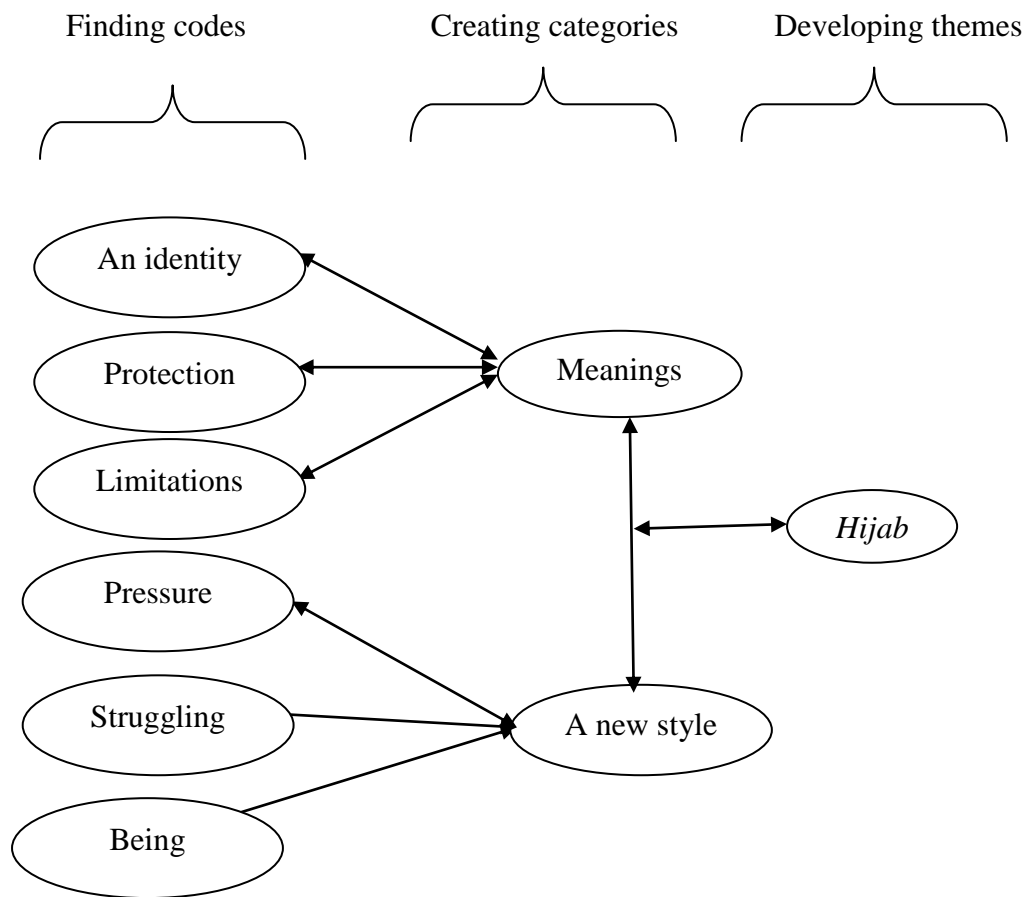 Finding codes
Creating categories
Developing themes
An identity
Protection
Limitations
Pressure
Struggling
Being
Meanings
A new style
Hijab